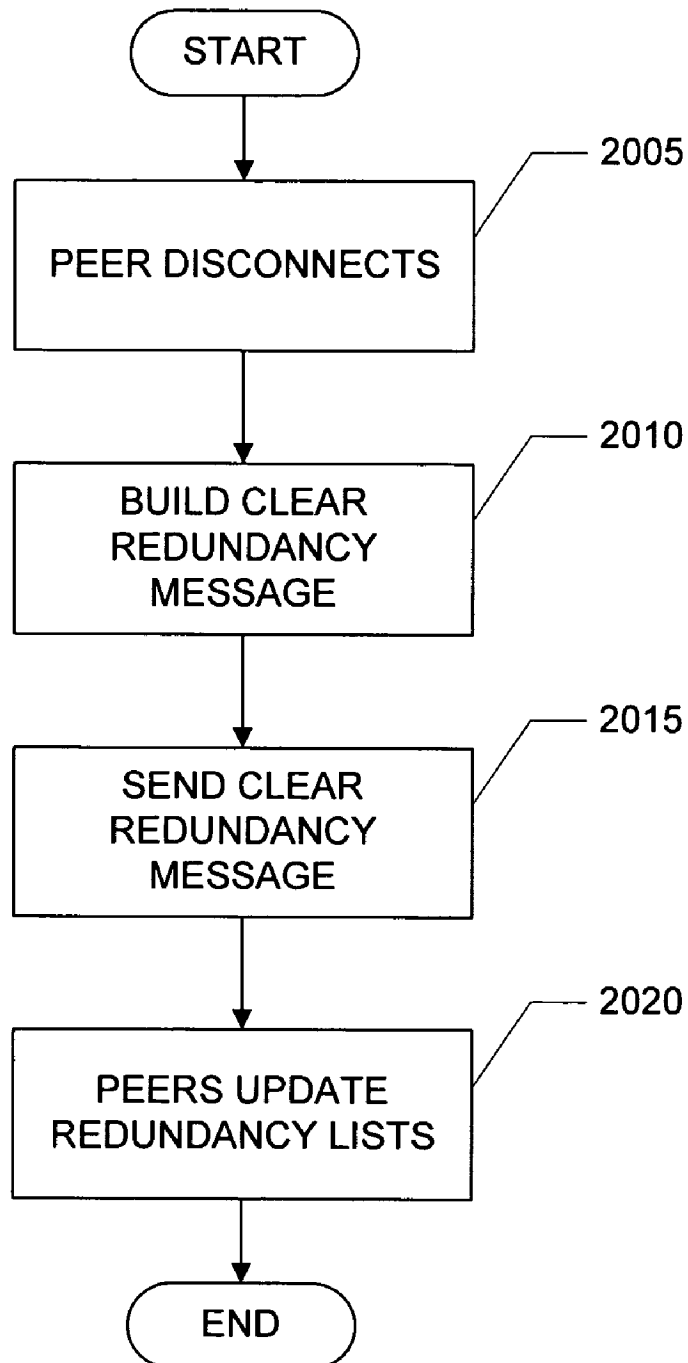 START
2005
PEER DISCONNECTS
2010
BUILD CLEAR
REDUNDANCY
MESSAGE
2015
SEND CLEAR
REDUNDANCY
MESSAGE
2020
PEERS UPDATE
REDUNDANCY LISTS
END